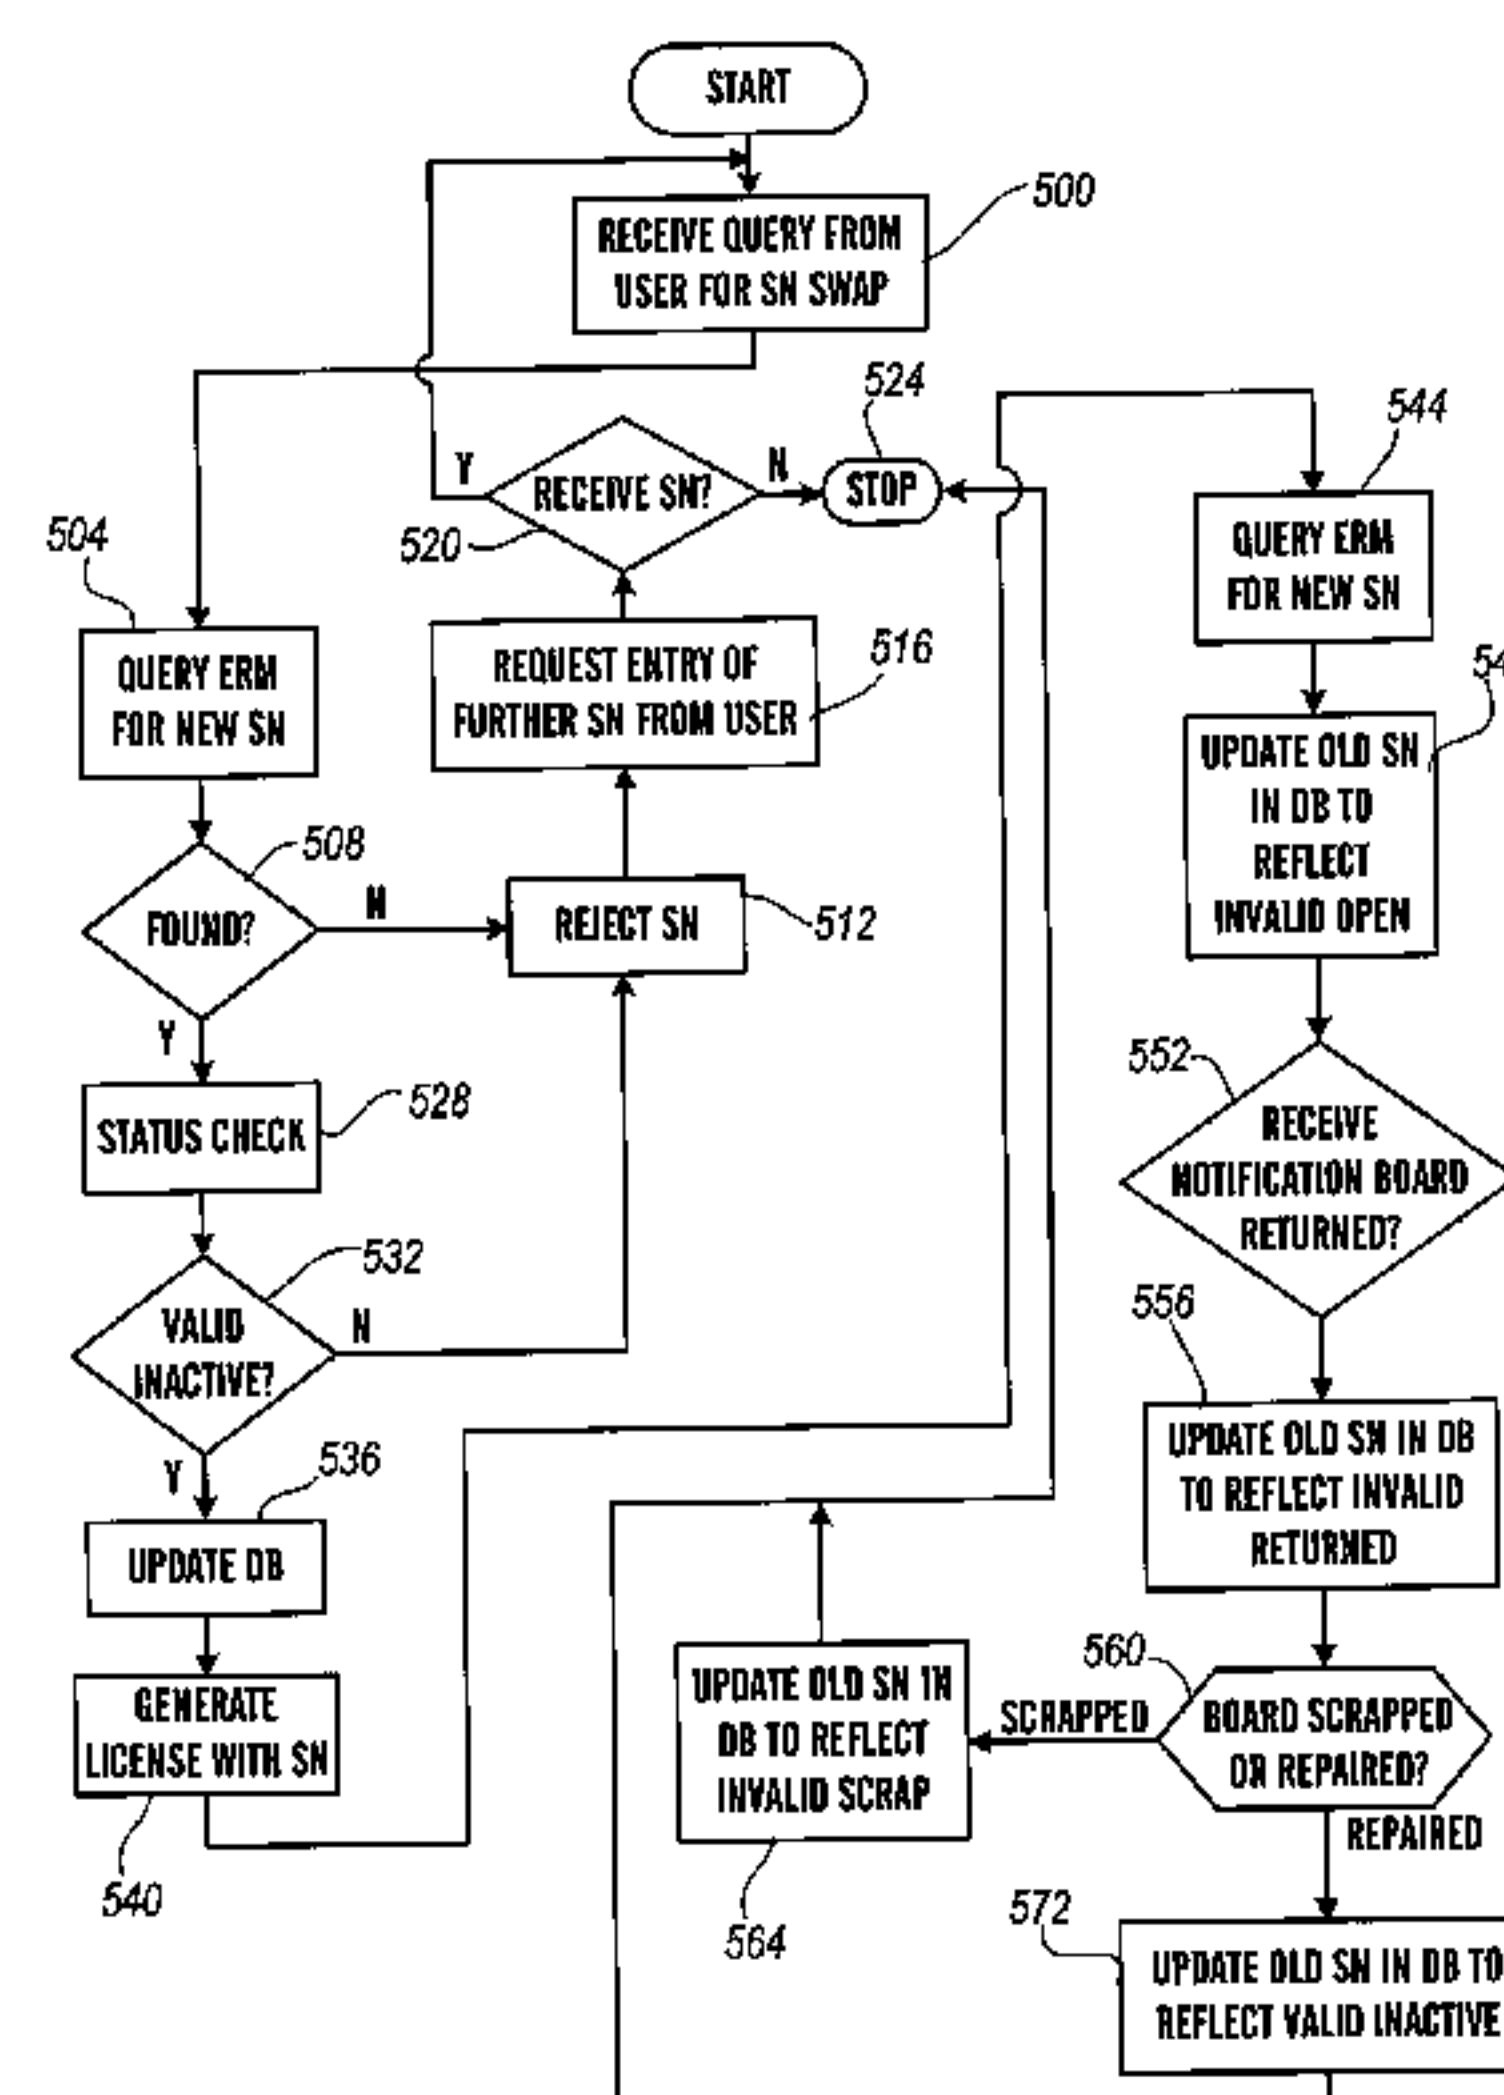 START
500
RECEIVE QUERY FROM
USER FOR SN SWAP
524
544
Y
RECEIVE SN?
N
STOP
520
504
QUERY ERM
FOR NEW SN
516
REQUEST ENTRY OF
FURTHER SN FROM USER
QUERY ERM
FOR NEW SN
UPDATE OLD SN
IN DB TO
REFLECT
INVALID OPEN
508
FOUND?
N
REJECT SN
512
Y
STATUS CHECK
528
552
RECEIVE
NOTIFICATION BOARD
RETURNED?
532
VALID
INACTIVE?
N
556
UPDATE OLD SN IN DB
TO REFLECT INVALID
RETURNED
Y
536
UPDATE DB
GENERATE
LICENSE WITH SN
540
UPDATE OLD SN IN
DB TO REFLECT
INVALID SCRAP
564
SCRAPPED
560
BOARD SCRAPPED
OR REPAIRED?
REPAIRED
572
UPDATE OLD SN IN DB TO
REFLECT VALID INACTIVE